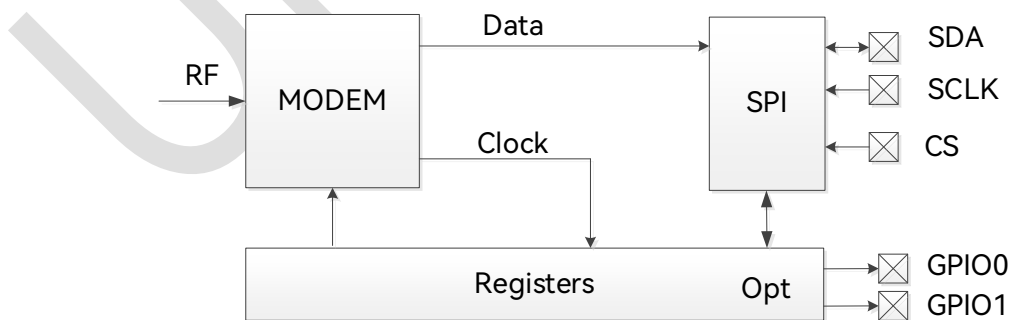 Data
SDA
RF
MODEM
SPI
SCLK
Clock
CS
Registers
Opt
GPIO0
GPIO1